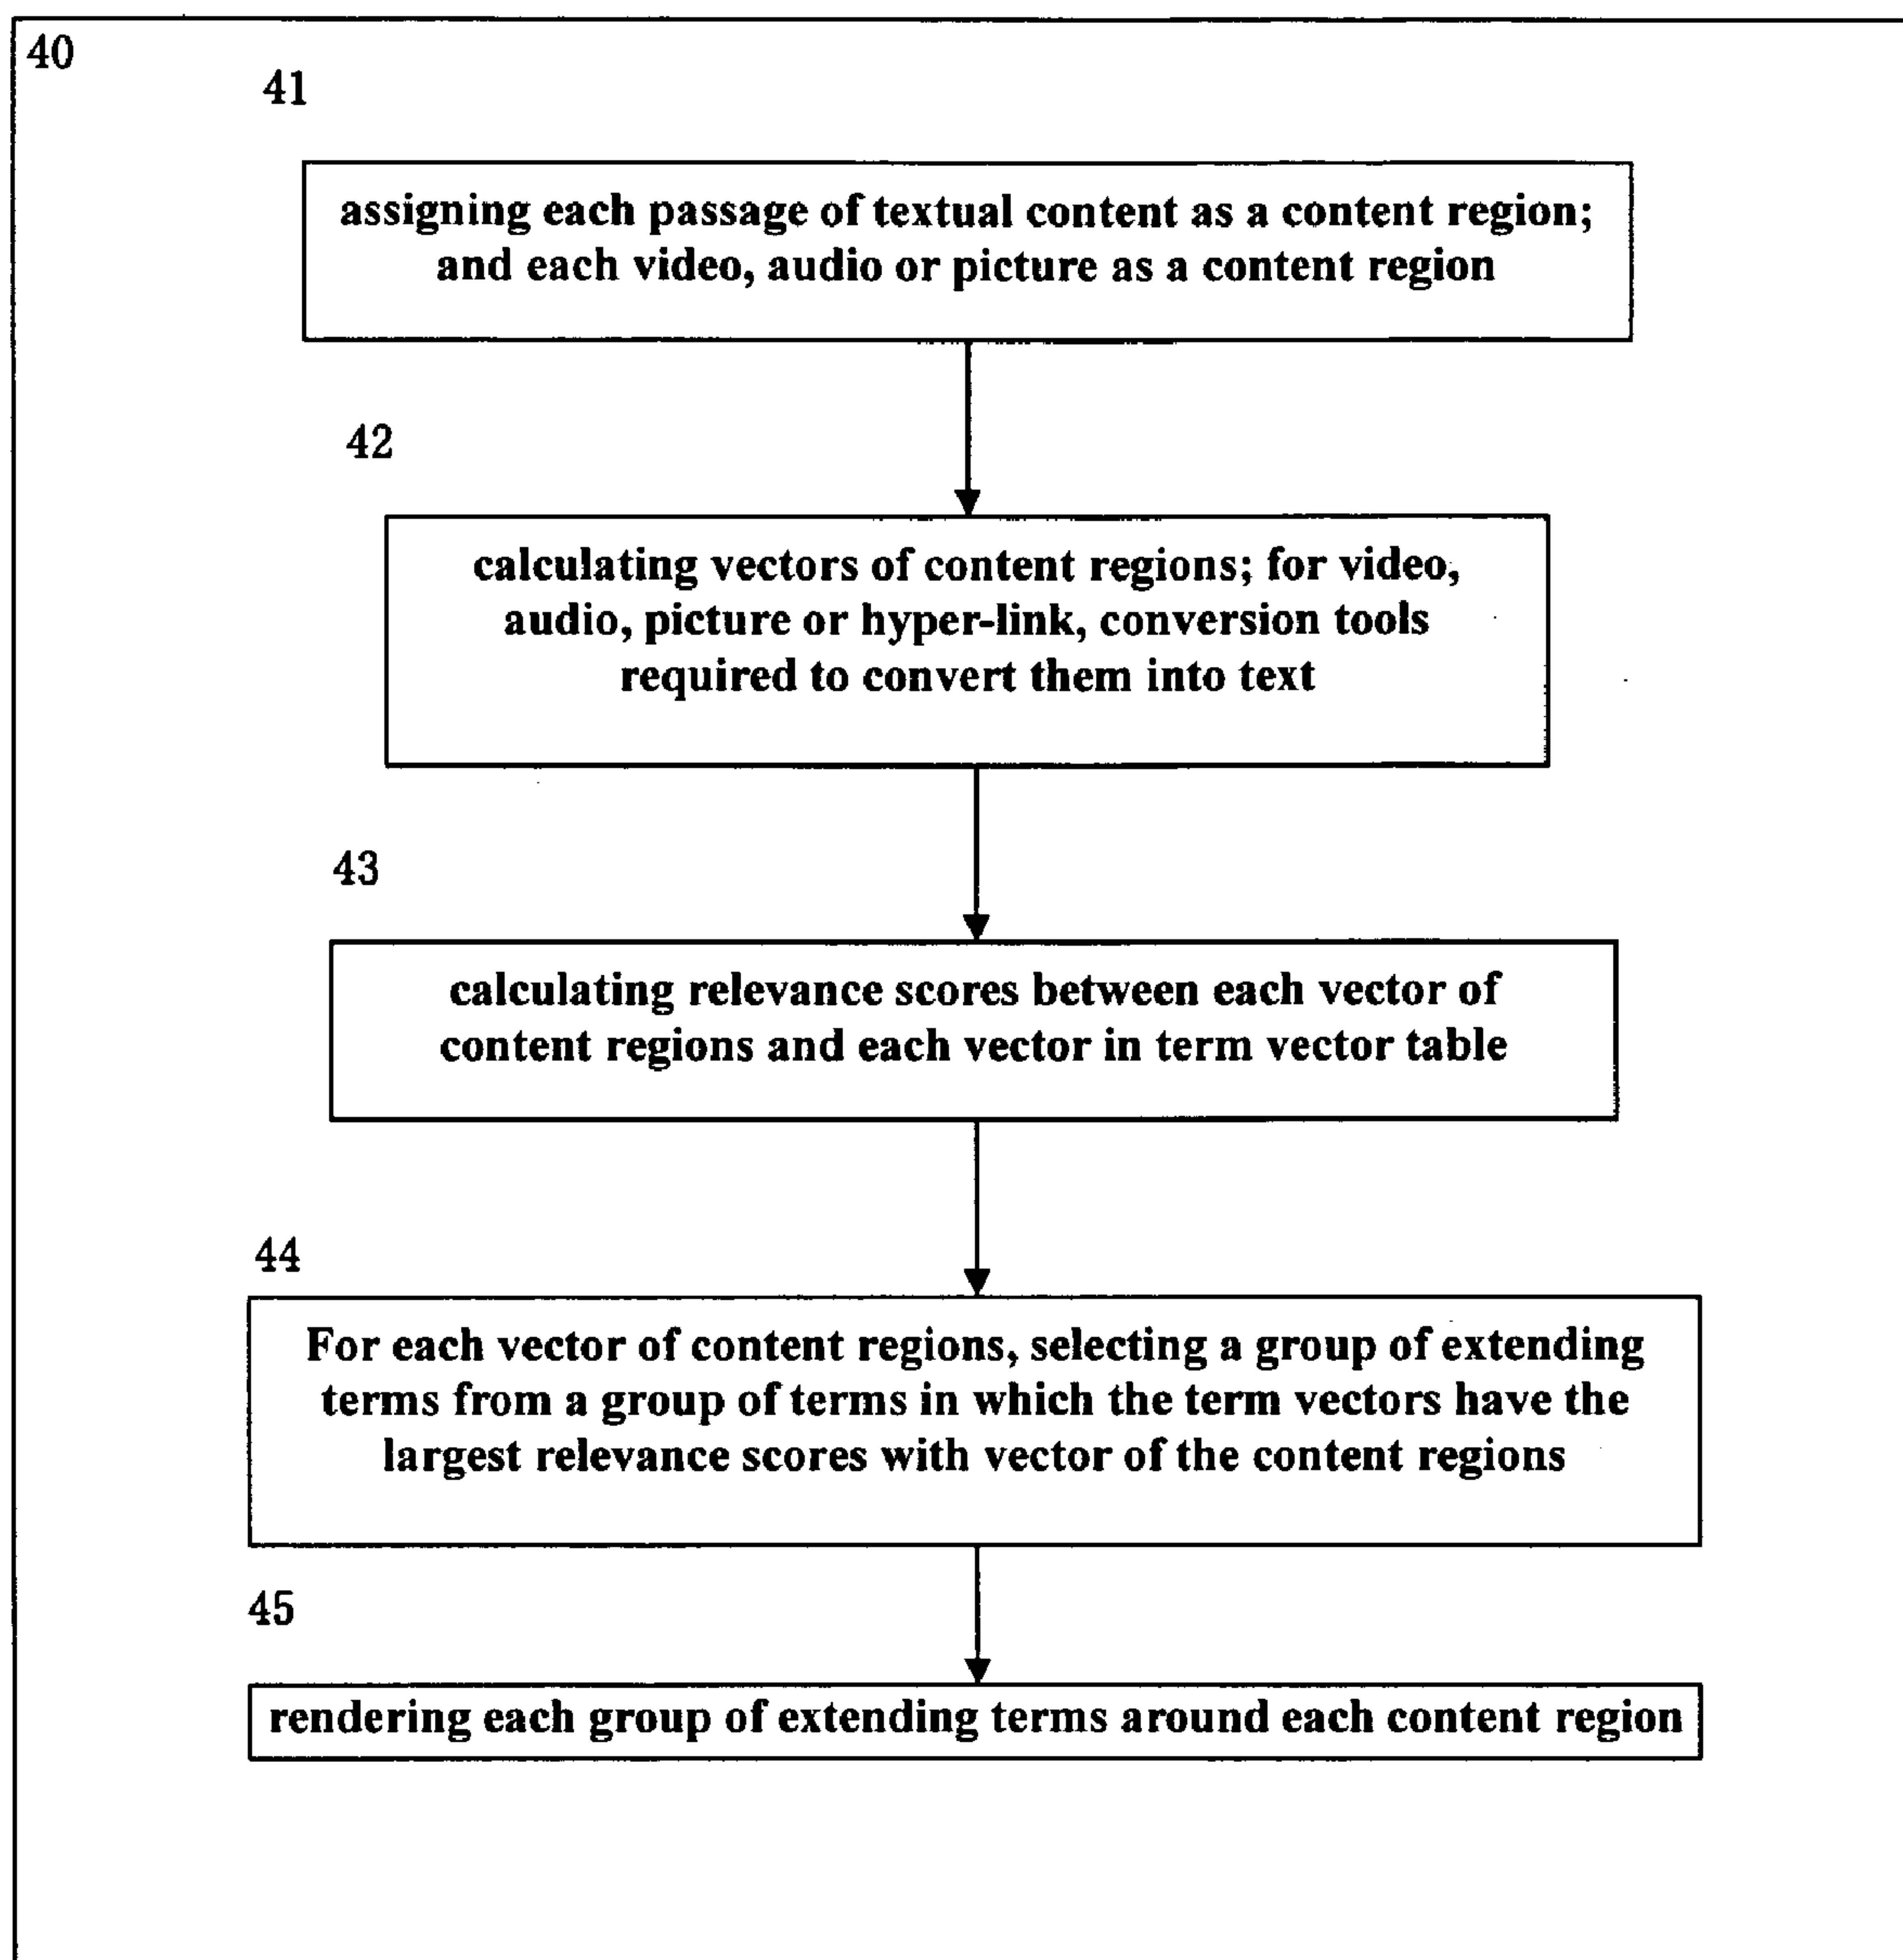 40
41
assigning each passage of textual content as a content region;
and each video, audio or picture as a content region
42
calculating vectors of content regions; for video,
audio, picture or hyper-link, conversion tools
required to convert them into text
43
calculating relevance scores between each vector of
content regions and each vector in term vector table
44
For each vector of content regions, selecting a group of extending
terms from a group of terms in which the term vectors have the
largest relevance scores with vector of the content regions
45
rendering each group of extending terms around each content region